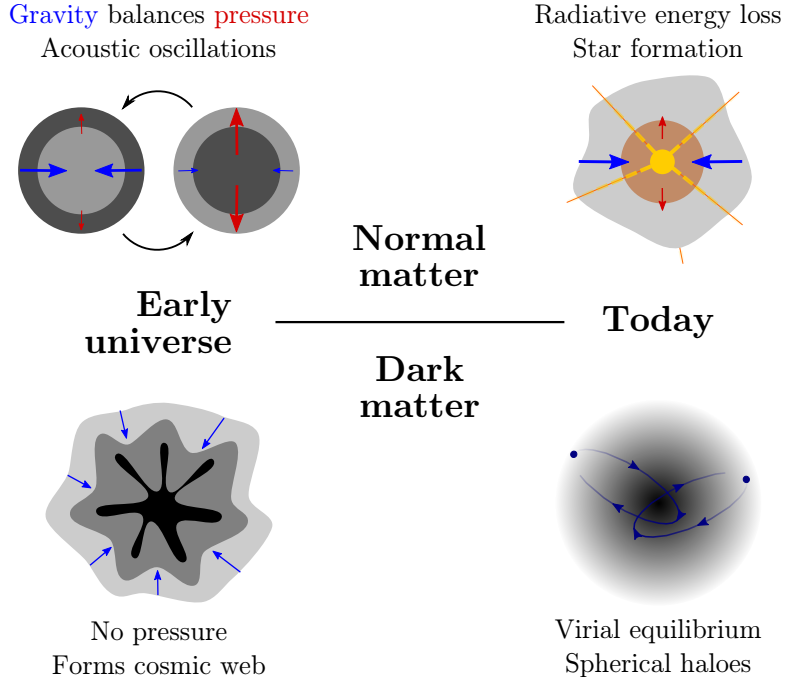 Gravity balances pressure
Acoustic oscillations
Radiative energy loss
Star formation
Normal
matter
Early
universe
Today
Dark
matter
No pressure
Forms cosmic web
Virial equilibrium
Spherical haloes